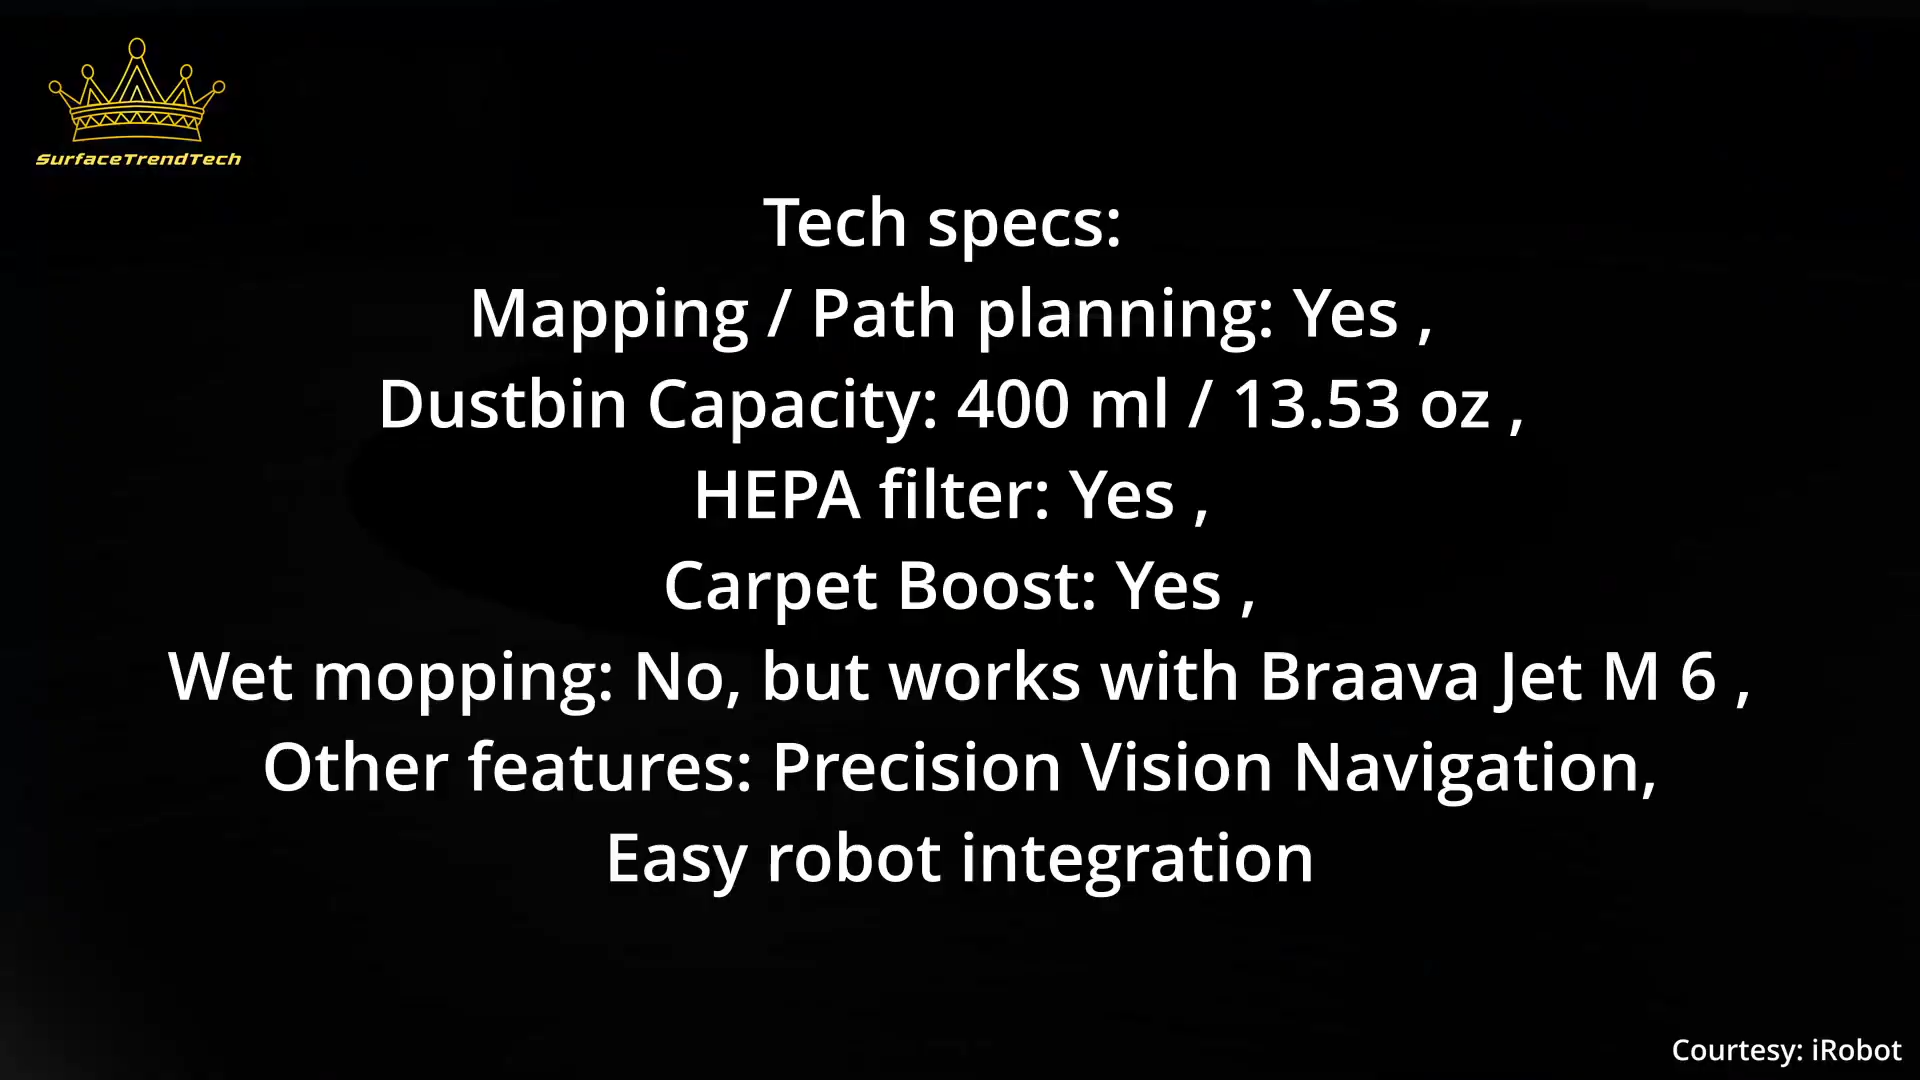 SurfaceTrendTech
Tech specs:
Mapping / Path planning: Yes ,
Dustbin Capacity: 400 ml / 13.53 oz ,
HEPA filter: Yes ,
Carpet Boost: Yes ,
Wet mopping: No, but works with Braava Jet M 6 ,
Other features: Precision Vision Navigation,
Easy robot integration
Courtesy: iRobot